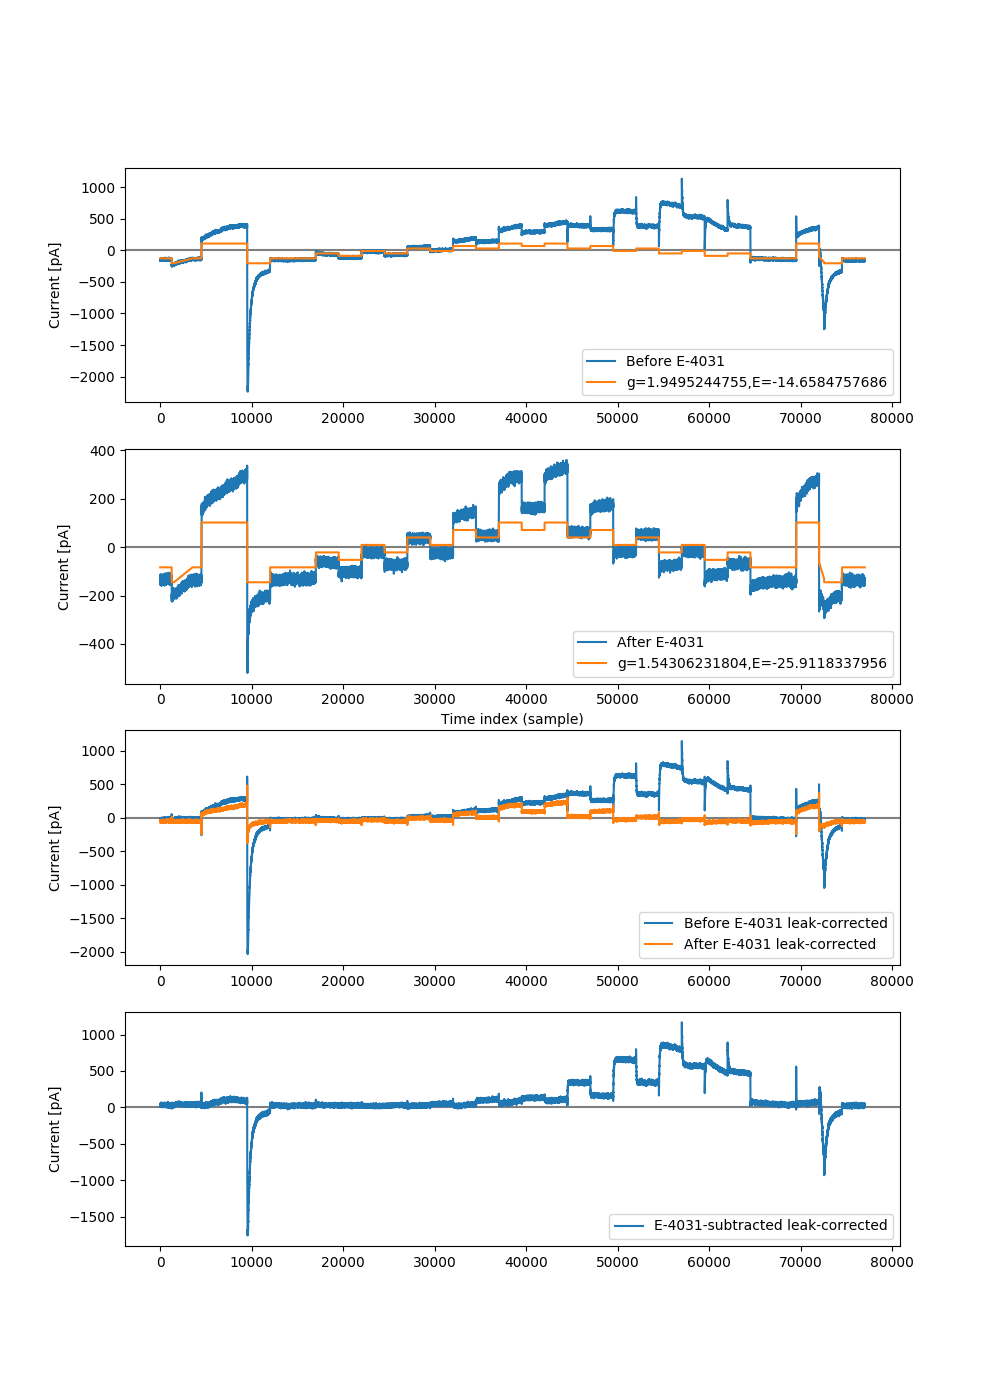 1000
500
0
−500
−1000
−1500
−2000
Current [pA]
Before E-4031
g=1.9495244755,E=-14.6584757686
0 10000 20000 30000 40000 50000 60000 70000 80000
400
200
0
−200
−400
Current [pA]
After E-4031
g=1.54306231804,E=-25.9118337956
0 10000 20000 30000 40000 50000 60000 70000 80000
Time index (sample)
1000
500
0
−500
−1000
−1500
−2000
Current [pA]
Before E-4031 leak-corrected
After E-4031 leak-corrected
0 10000 20000 30000 40000 50000 60000 70000 80000
1000
500
0
−500
−1000
−1500
Current [pA]
E-4031-subtracted leak-corrected
0 10000 20000 30000 40000 50000 60000 70000 80000